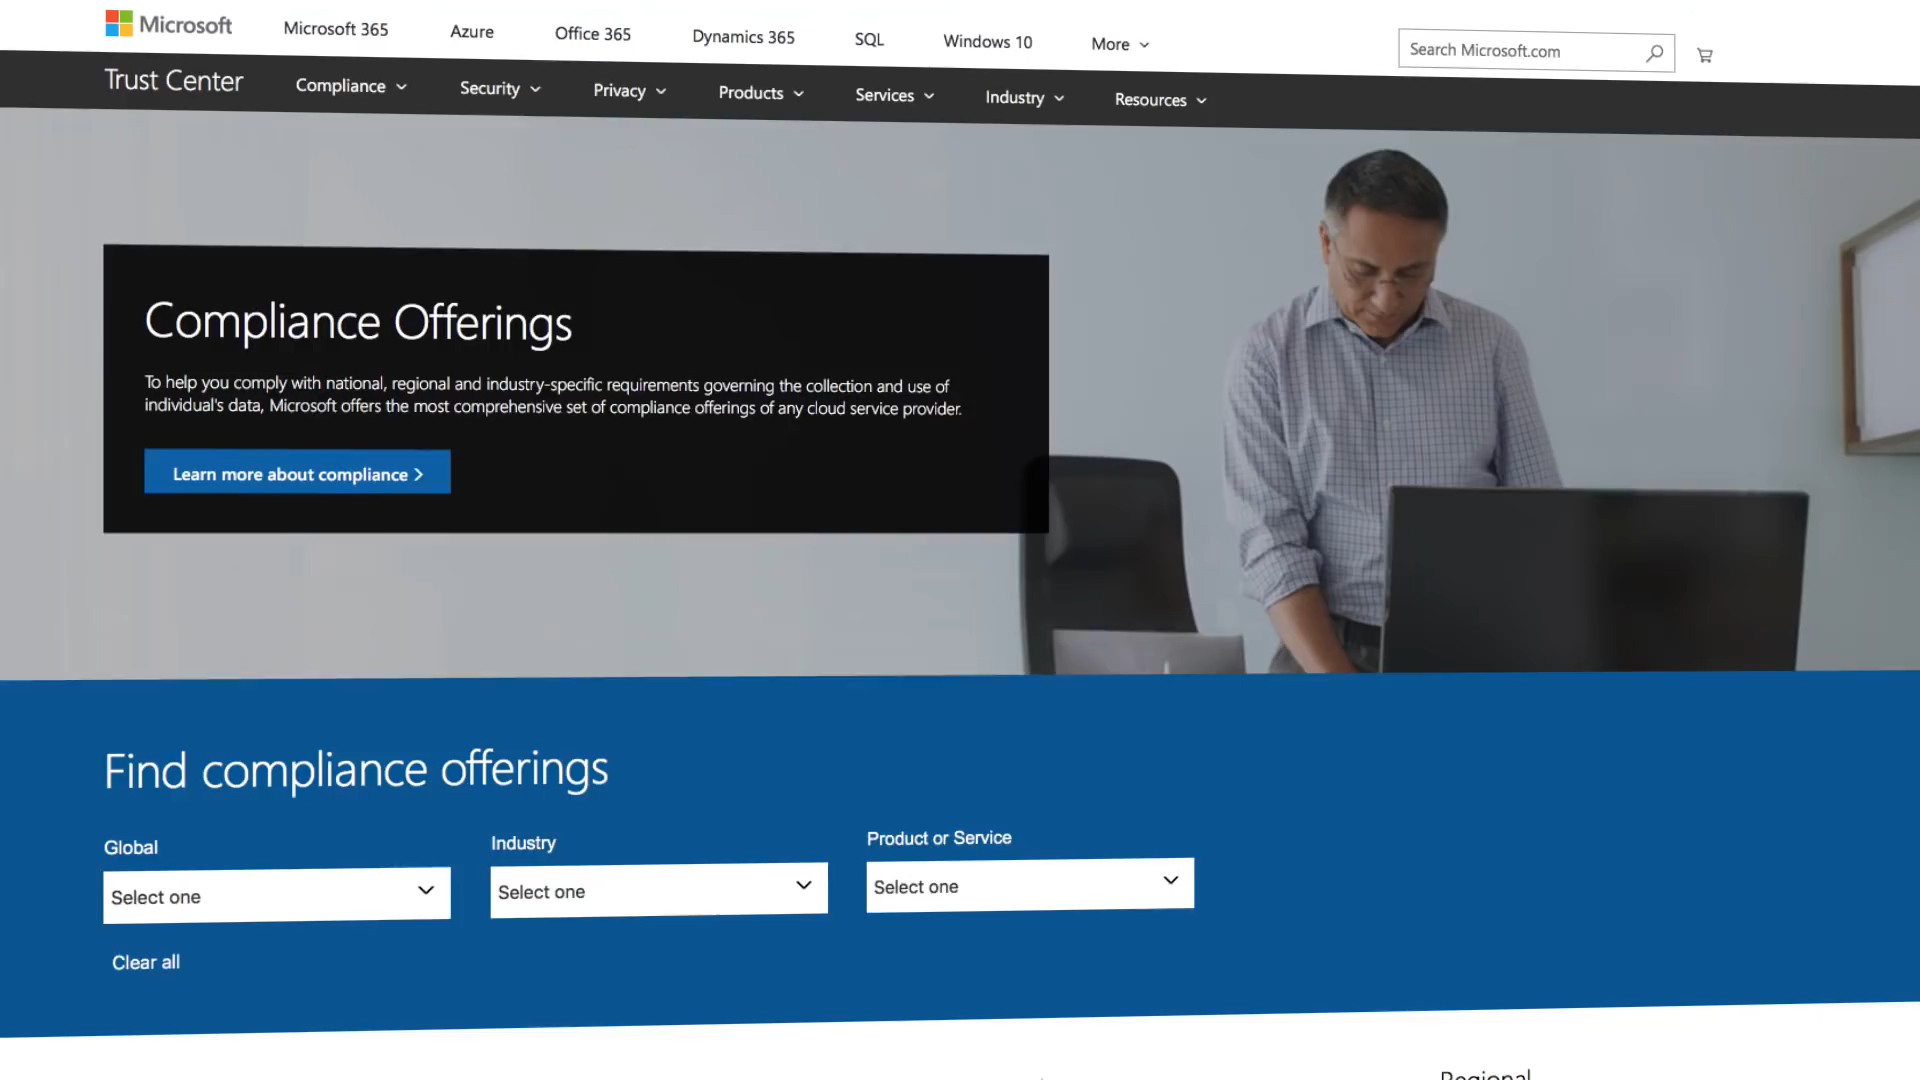 Microsoft
Microsoft 365
Azure
Office 365
Dynamics 365
SQL
Windows 10
More
Search Microsoft.com
Trust Center
Compliance
Security
Privacy
Products
Services
Industry
Resources
Compliance Offerings
To help you comply with national, regional and industry-specific requirements governing the collection and use of
individual's data, Microsoft offers the most comprehensive set of compliance offerings of any cloud service provider.
Learn more about compliance
Find compliance offerings
Global
Industry
Product or Service
Select one
Select one
Select one
Clear all
Regional